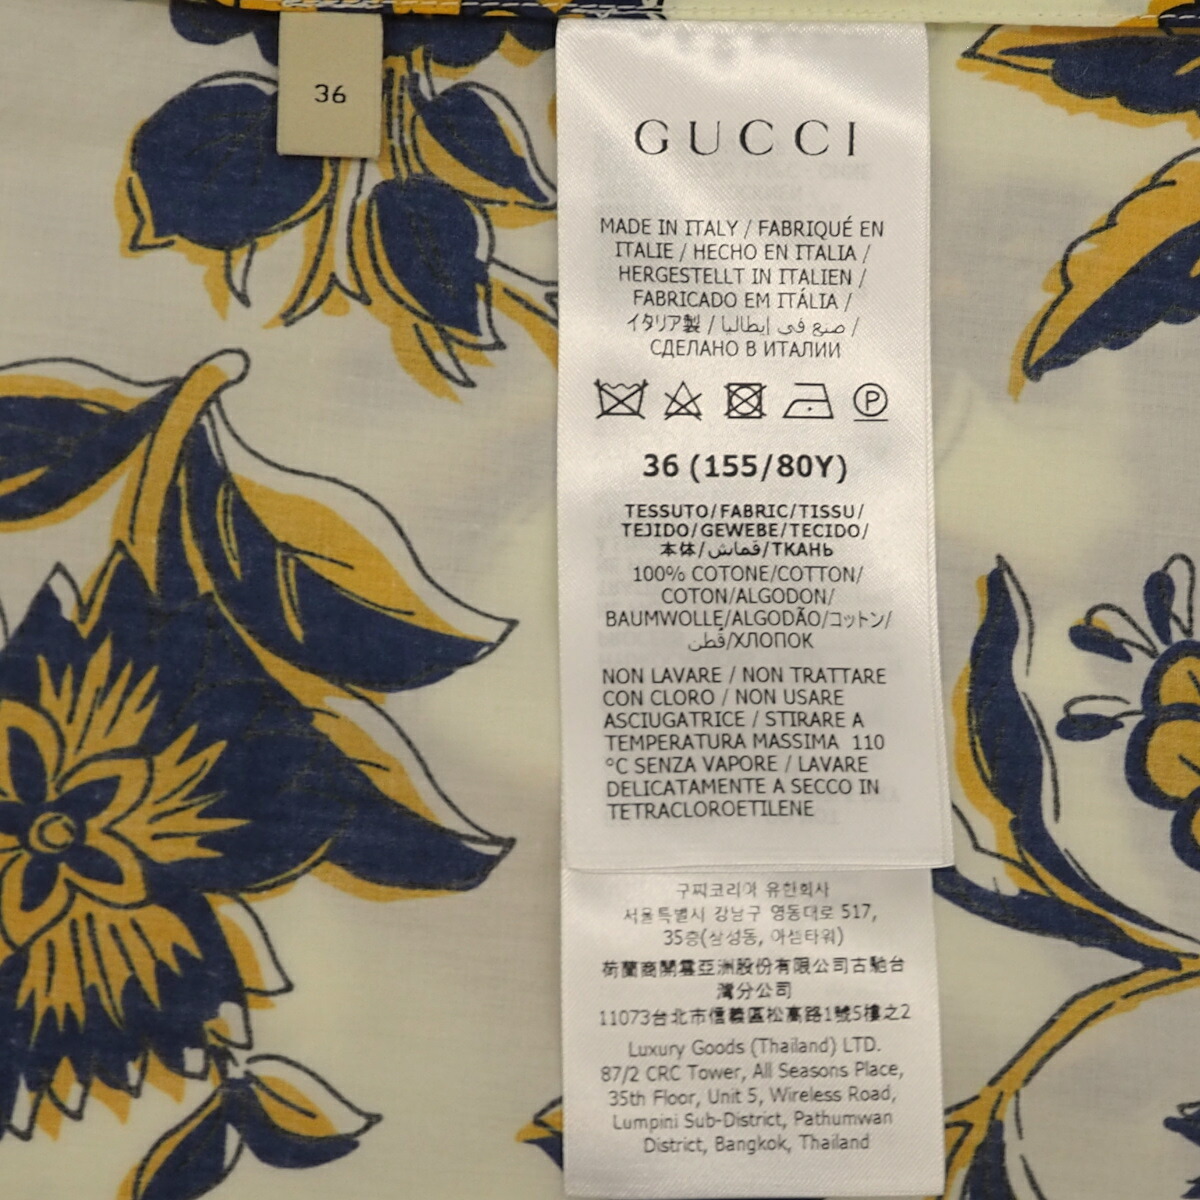 36
GUCCI
MADE IN ITALY / FABRIQUÉ EN
ITALIE / HECHO EN ITALIA /
HERGESTELLT IN ITALIEN /
FABRICADO EM ITÁLIA /
イタリア製 / صنع في إيطاليا /
СДЕЛАНО В ИТАЛИИ
P
36 (155/80Y)
TESSUTO/FABRIC/TISSU/
TEJIDO/GEWEBE/TECIDO/
本体/قماش/ТКАНЬ
100% COTONE/COTTON/
COTON/ALGODON/
BAUMWOLLE/ALGODÃO/コットン/
قطن/ХЛОПОК
NON LAVARE / NON TRATTARE
CON CLORO / NON USARE
ASCIUGATRICE / STIRARE A
TEMPERATURA MASSIMA 110
°C SENZA VAPORE / LAVARE
DELICATAMENTE A SECCO IN
TETRACLOROETILENE
구찌코리아 유한회사
서울특별시 강남구 영동대로 517,
35층(삼성동, 아셈타워)
荷蘭商開雲亞洲股份有限公司古馳台
灣分公司
11073台北市信義區松高路1號5樓之2
Luxury Goods (Thailand) LTD.
87/2 CRC Tower, All Seasons Place,
35th Floor, Unit 5, Wireless Road,
Lumpini Sub-District, Pathumwan
District, Bangkok, Thailand